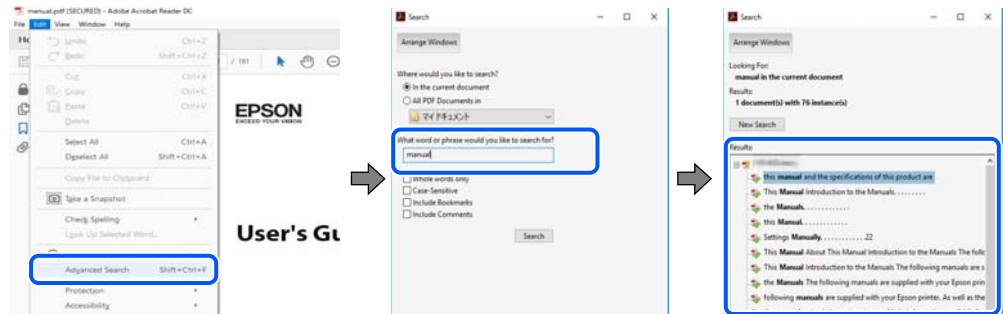 manual.pdf (SECURED) - Adobe Acrobat Reader DC
File Edit View Window Help
Undo Ctrl+Z
Redo Shift+Ctrl+Z
Cut Ctrl+X
Copy Ctrl+C
Paste Ctrl+V
Delete
Select All Ctrl+A
Deselect All Shift+Ctrl+A
Copy File to Clipboard
Take a Snapshot
Check Spelling
Look Up Selected Word...
Advanced Search Shift+Ctrl+F
Protection
Accessibility
/ 181
EPSON
EXCEED YOUR VISION
User's Gu
Search
Arrange Windows
Where would you like to search?
In the current document
All PDF Documents in
マイ ドキュメント
What word or phrase would you like to search for?
manual
Whole words only
Case-Sensitive
Include Bookmarks
Include Comments
Search
Search
Arrange Windows
Looking For:
manual in the current document
Results:
1 document(s) with 76 instance(s)
New Search
Results:
this manual and the specifications of this product are
This Manual Introduction to the Manuals. . . . . . . . .
the Manuals. . . . . . . . . . . . .
this Manual. . . . . . . . . . . . .
Settings Manually. . . . . . . . . . . . .22
This Manual About This Manual Introduction to the Manuals The follo
This Manual Introduction to the Manuals The following manuals are s
the Manuals The following manuals are supplied with your Epson prin
following manuals are supplied with your Epson printer. As well as the